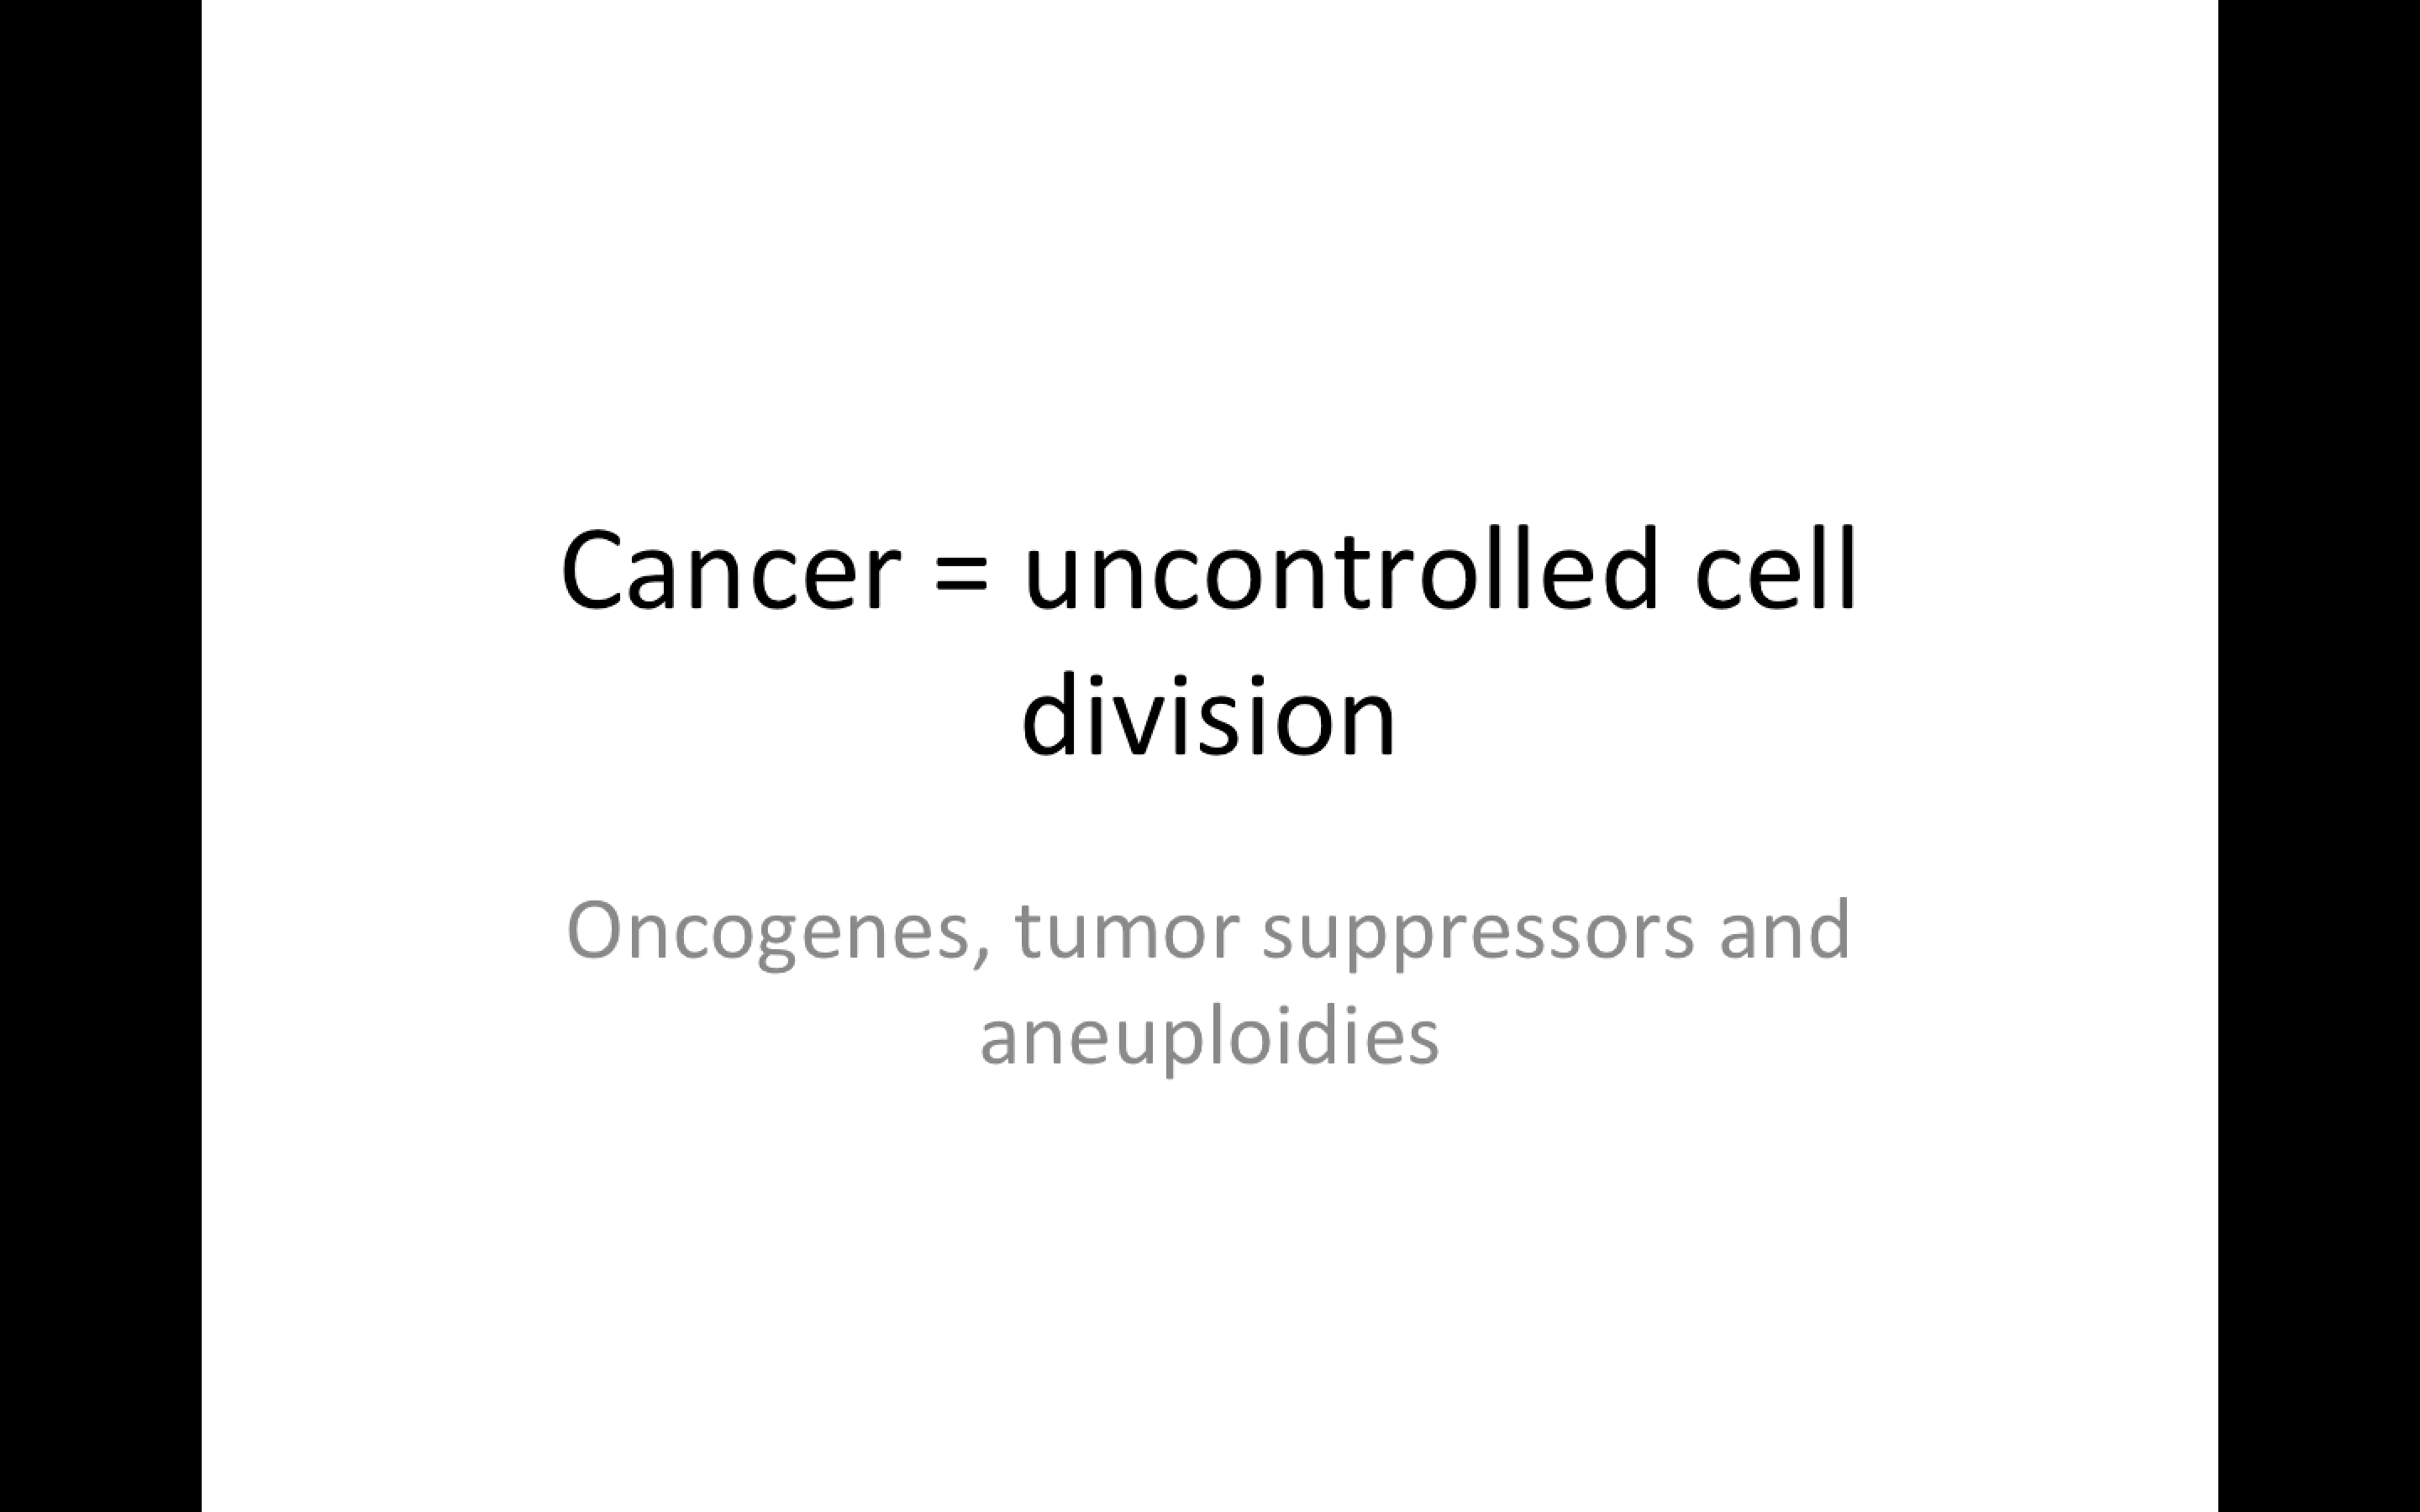 Cancer = uncontrolled cell
division
Oncogenes, tumor suppressors and
aneuploidies